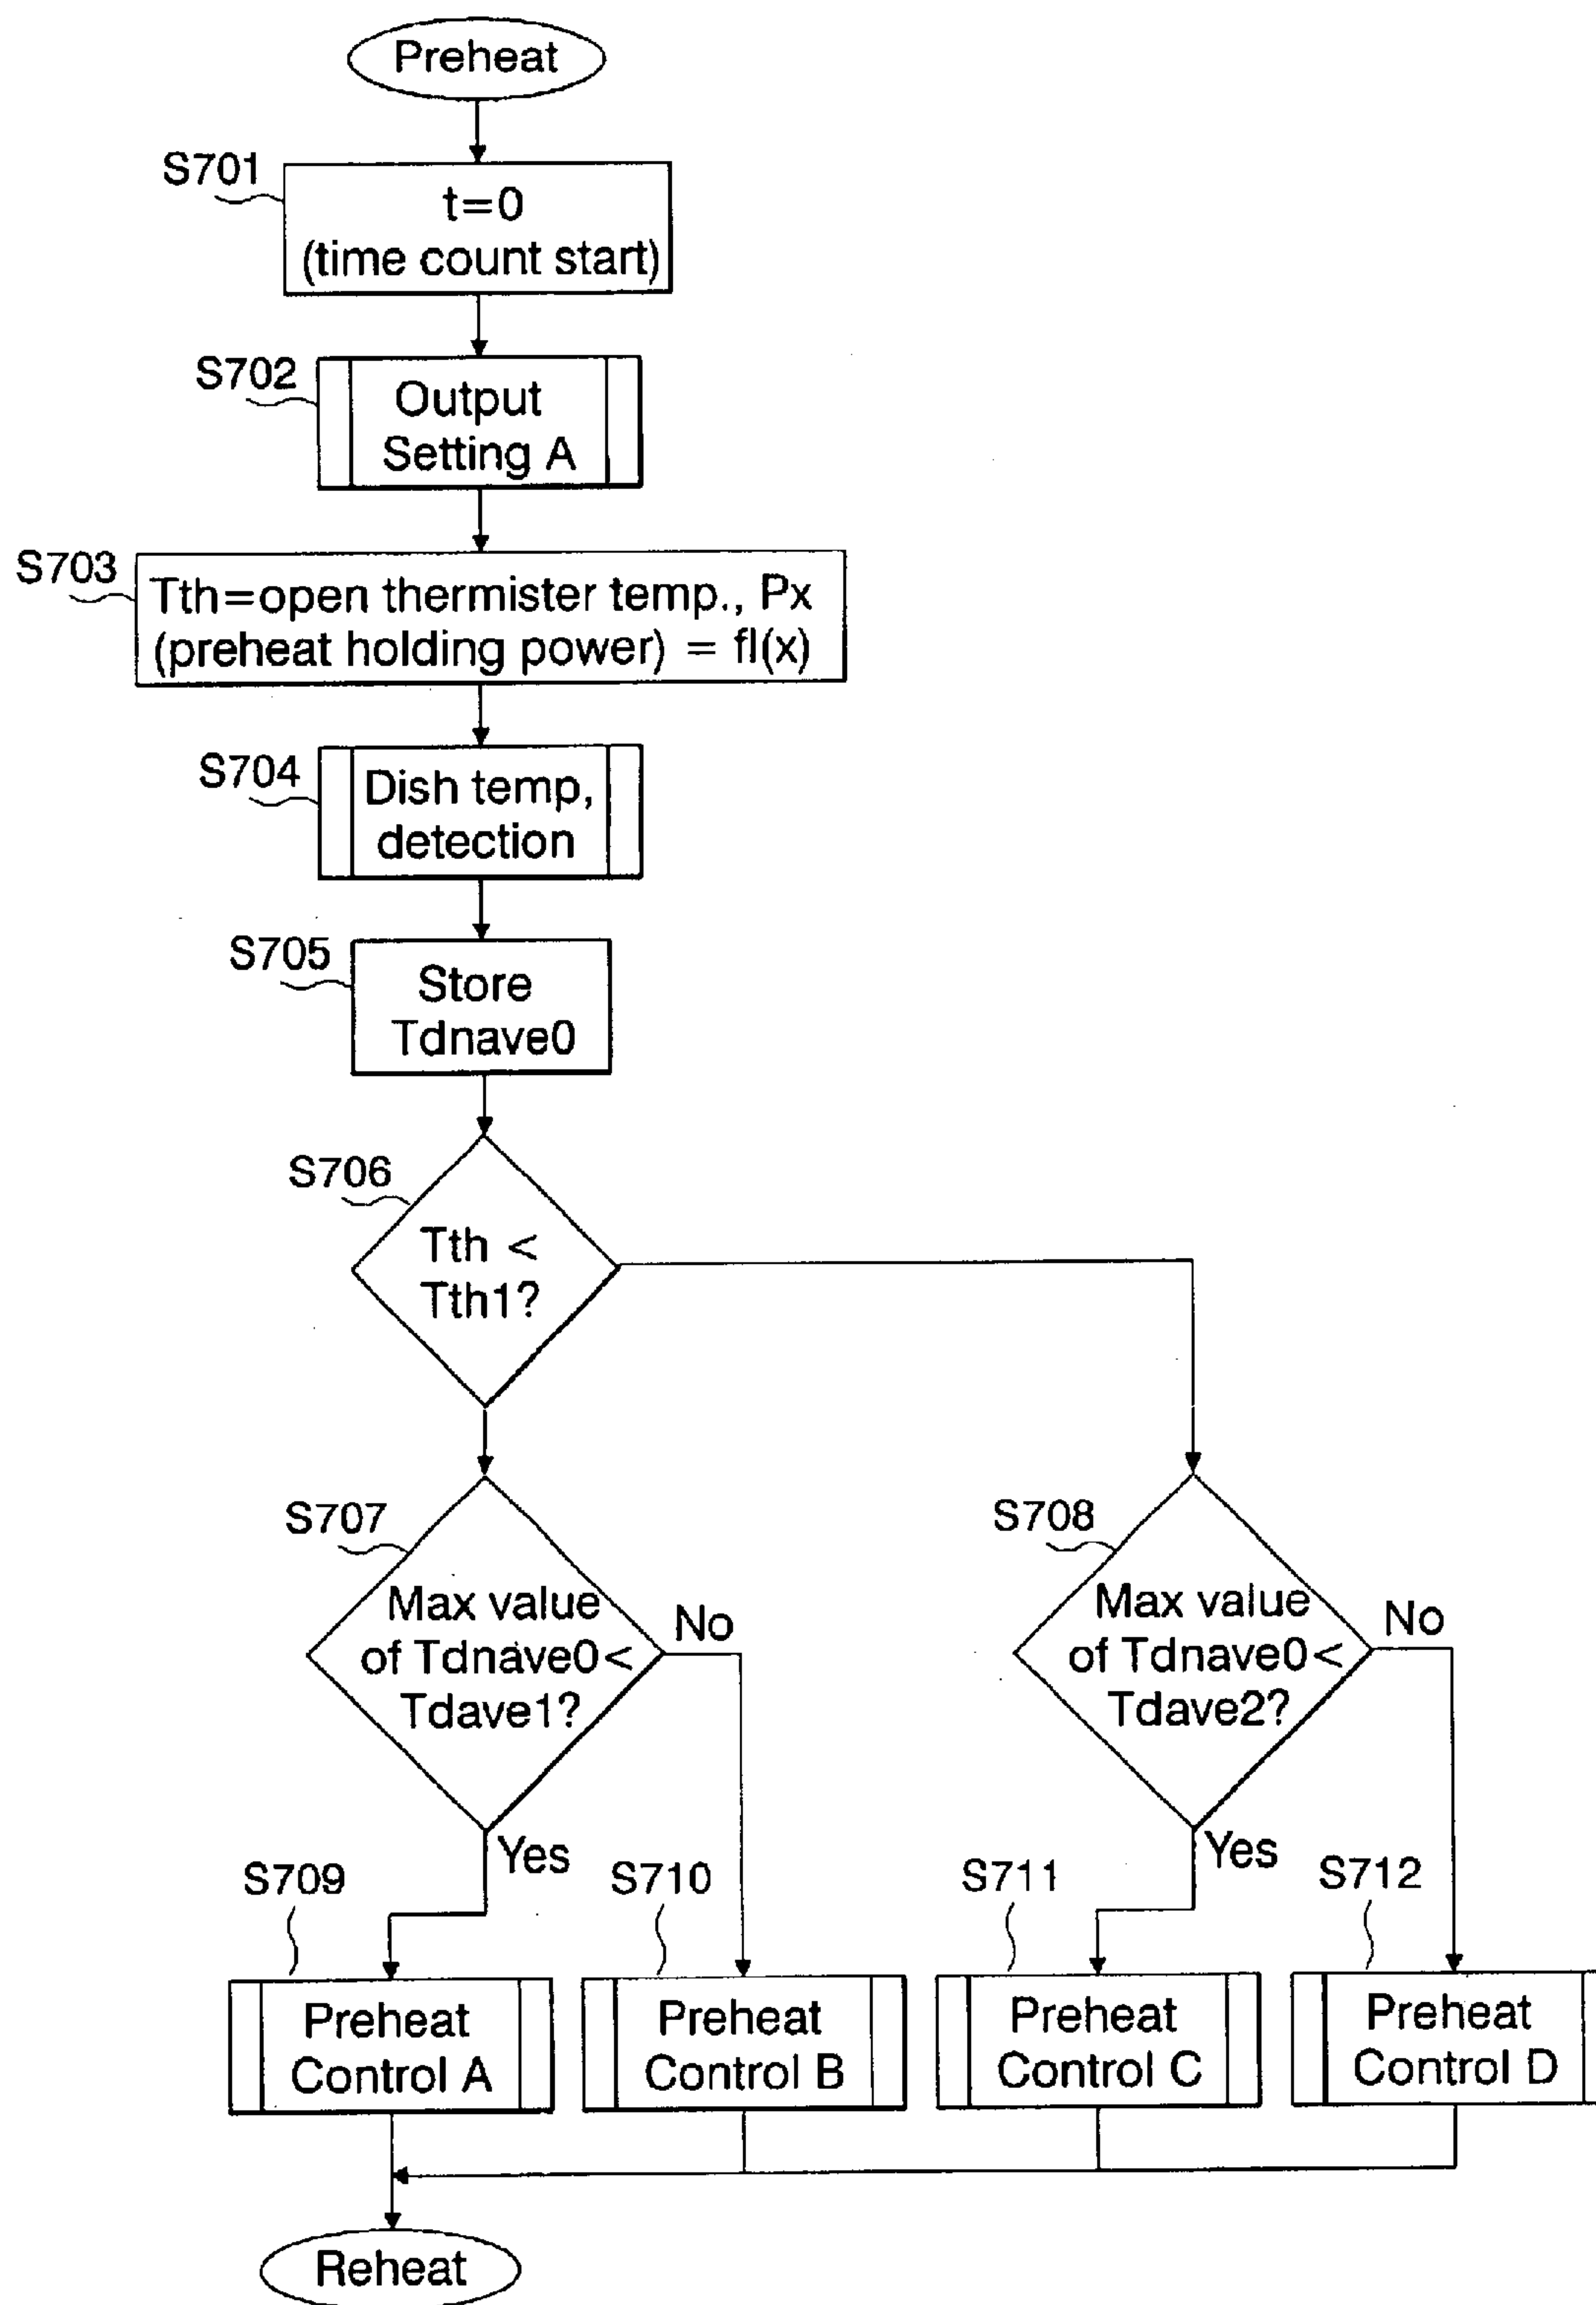 Preheat
S701
t=0
(time count start)
S702
Output
Setting A
S703
Tth=open thermister temp., Px
(preheat holding power) = fl(x)
S704
Dish temp,
detection
S705
Store
Tdnave0
S706
Tth <
Tth1?
S707
Max value
of Tdnave0<
Tdave1?
No
Yes
S708
Max value
of Tdnave0<
Tdave2?
No
Yes
S709
Preheat
Control A
S710
Preheat
Control B
S711
Preheat
Control C
S712
Preheat
Control D
Reheat